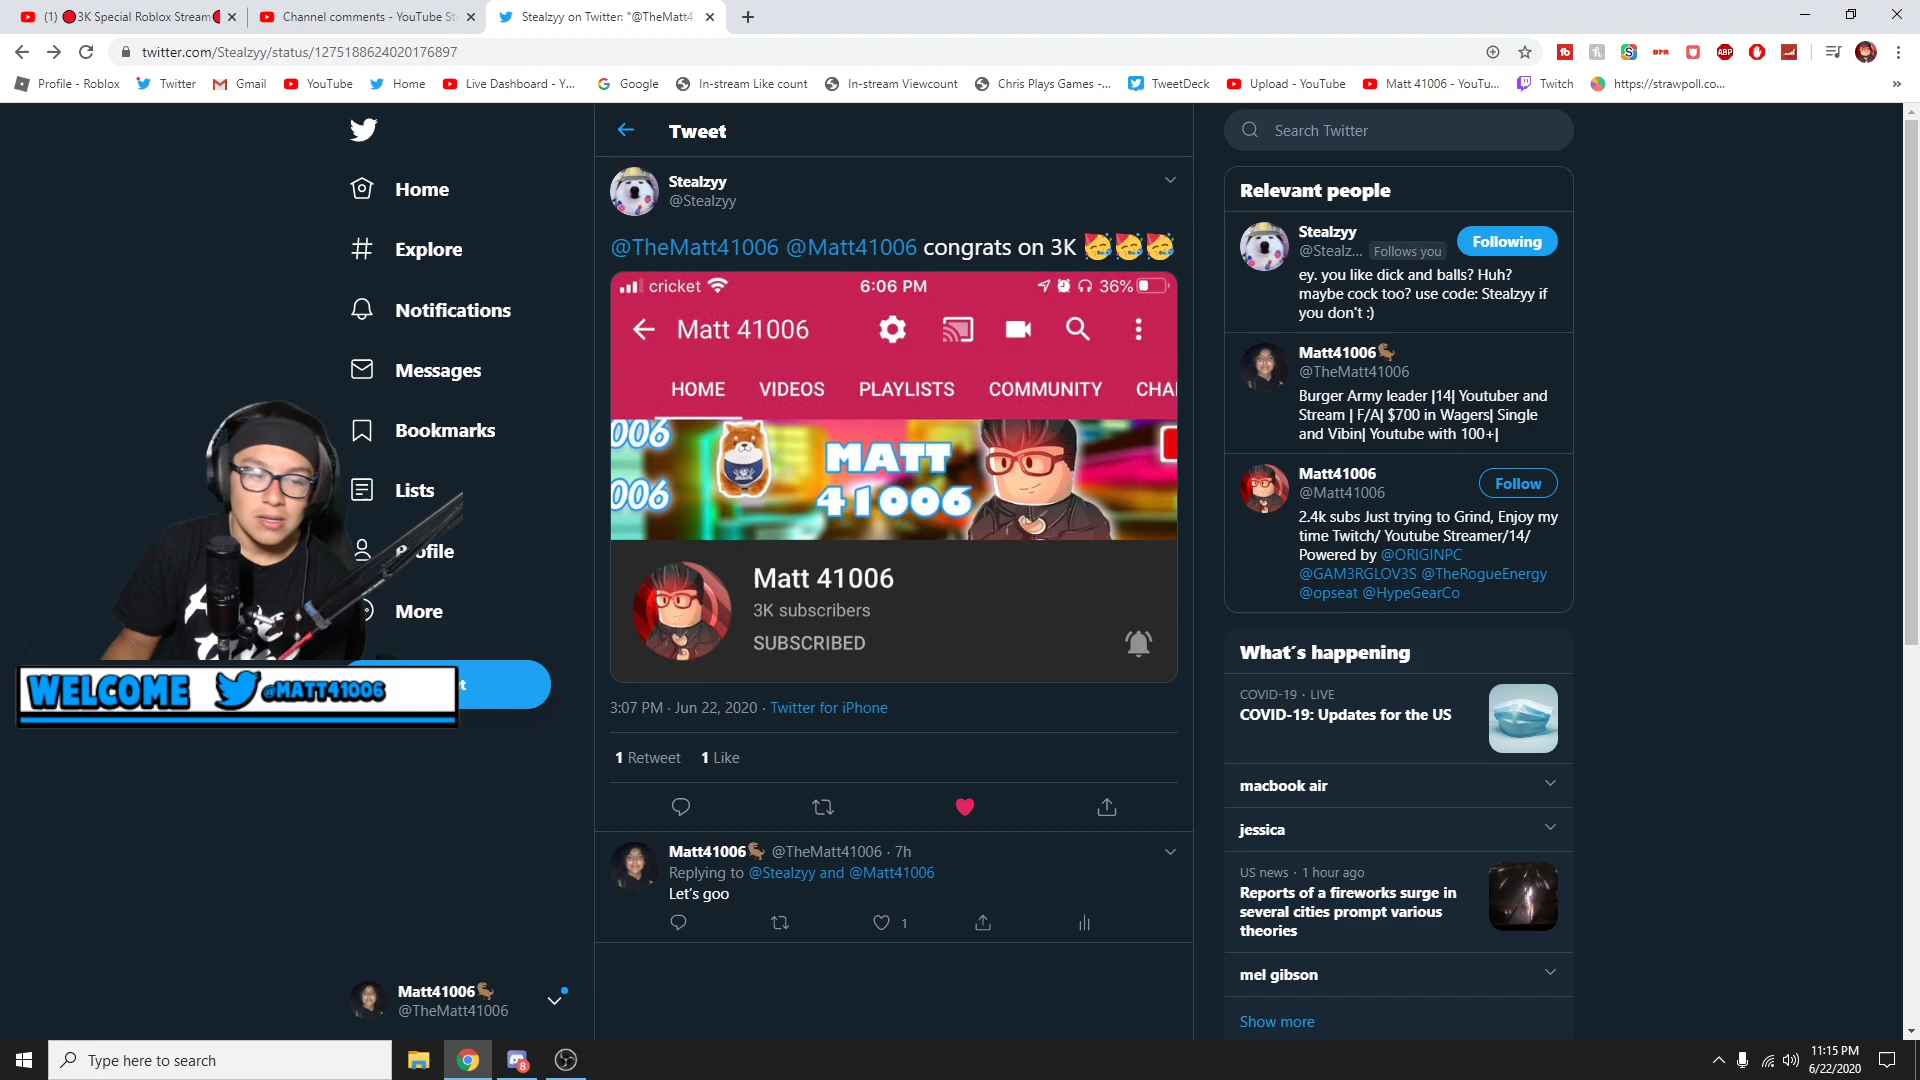 (1) 🔴3K Special Roblox Stream🔴
Channel comments - YouTube St
Stealzyy on Twitter: "@TheMatt4
twitter.com/Stealzyy/status/1275188624020176897
Profile - Roblox
Twitter
Gmail
YouTube
Home
Live Dashboard - Y...
Google
In-stream Like count
In-stream Viewcount
Chris Plays Games -...
TweetDeck
Upload - YouTube
Matt 41006 - YouTu...
Twitch
https://strawpoll.co...
»
Home
Explore
Notifications
Messages
Bookmarks
Lists
More
WELCOME @MATT41006
Matt41006🦖
@TheMatt41006
Tweet
Stealzyy
@Stealzyy
@TheMatt41006 @Matt41006 congrats on 3K 🥳🥳🥳
cricket 6:06 PM 36%
Matt 41006
HOME VIDEOS PLAYLISTS COMMUNITY CHA
006
006
MATT
41006
Matt 41006
3K subscribers
SUBSCRIBED
3:07 PM · Jun 22, 2020 · Twitter for iPhone
1 Retweet 1 Like
Matt41006🦖 @TheMatt41006 · 7h
Replying to @Stealzyy and @Matt41006
Let's goo
1
Search Twitter
Relevant people
Stealzyy
@Stealz... Follows you
Following
ey. you like dick and balls? Huh?
maybe cock too? use code: Stealzyy if
you don't :)
Matt41006🦖
@TheMatt41006
Burger Army leader |14| Youtuber and
Stream | F/A| $700 in Wagers| Single
and Vibin| Youtube with 100+|
Matt41006
@Matt41006
Follow
2.4k subs Just trying to Grind, Enjoy my
time Twitch/ Youtube Streamer/14/
Powered by @ORIGINPC
@GAM3RGLOV3S @TheRogueEnergy
@opseat @HypeGearCo
What's happening
COVID-19 · LIVE
COVID-19: Updates for the US
macbook air
jessica
US news · 1 hour ago
Reports of a fireworks surge in
several cities prompt various
theories
mel gibson
Show more
Type here to search
8
11:15 PM
6/22/2020